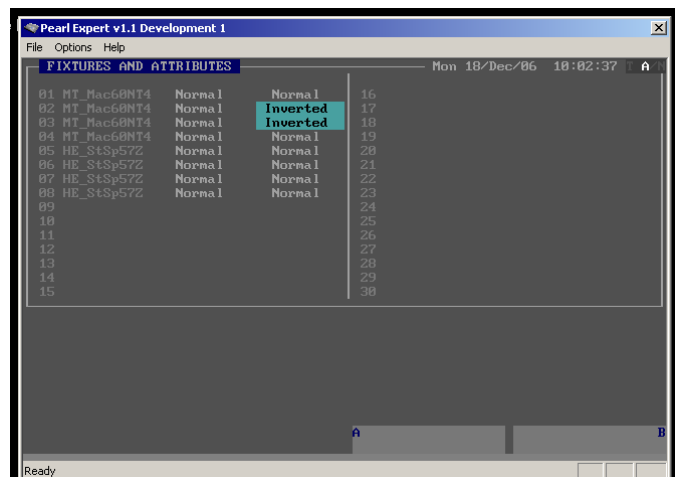 Pearl Expert v1.1 Development 1
File Options Help
FIXTURES AND ATTRIBUTES Mon 18/Dec/06 10:02:37 A
01 MT_Mac60NT4 Normal Normal 16
02 MT_Mac60NT4 Normal Inverted 17
03 MT_Mac60NT4 Normal Inverted 18
04 MT_Mac60NT4 Normal Normal 19
05 HE_StSp57Z Normal Normal 20
06 HE_StSp57Z Normal Normal 21
07 HE_StSp57Z Normal Normal 22
08 HE_StSp57Z Normal Normal 23
09 24
10 25
11 26
12 27
13 28
14 29
15 30
A B
Ready